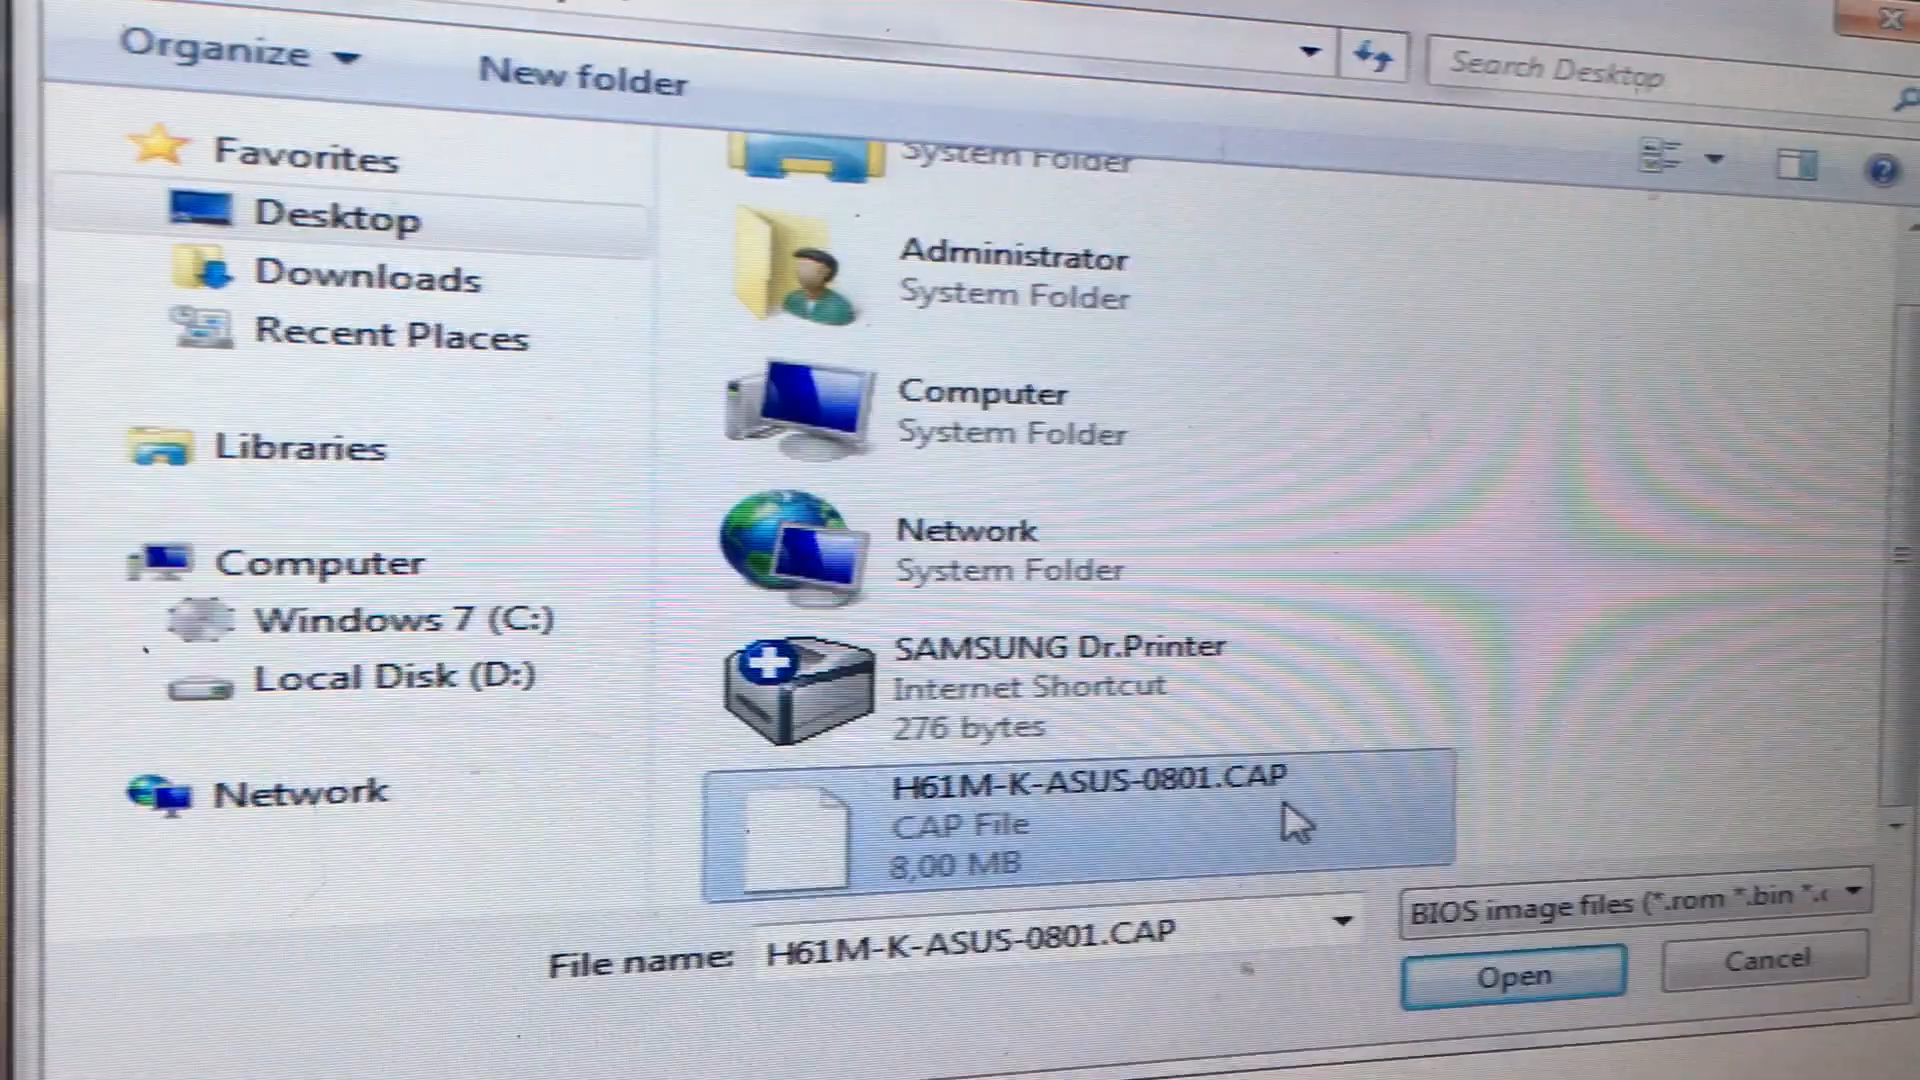 Organize
New folder
Search Desktop
Favorites
Desktop
Downloads
Recent Places
Libraries
Computer
Windows 7 (C:)
Local Disk (D:)
Network
System Folder
Administrator
System Folder
Computer
System Folder
Network
System Folder
SAMSUNG Dr.Printer
Internet Shortcut
276 bytes
H61M-K-ASUS-0801.CAP
CAP File
8,00 MB
File name: H61M-K-ASUS-0801.CAP
BIOS image files (*.rom *.bin *.c
Open
Cancel